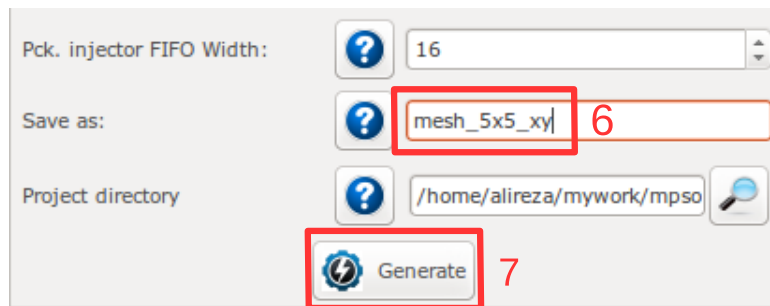 Pck. injector FIFO Width: ? 16
Save as: ? mesh_5x5_xy 6
Project directory ? /home/alireza/mywork/mpso
Generate 7